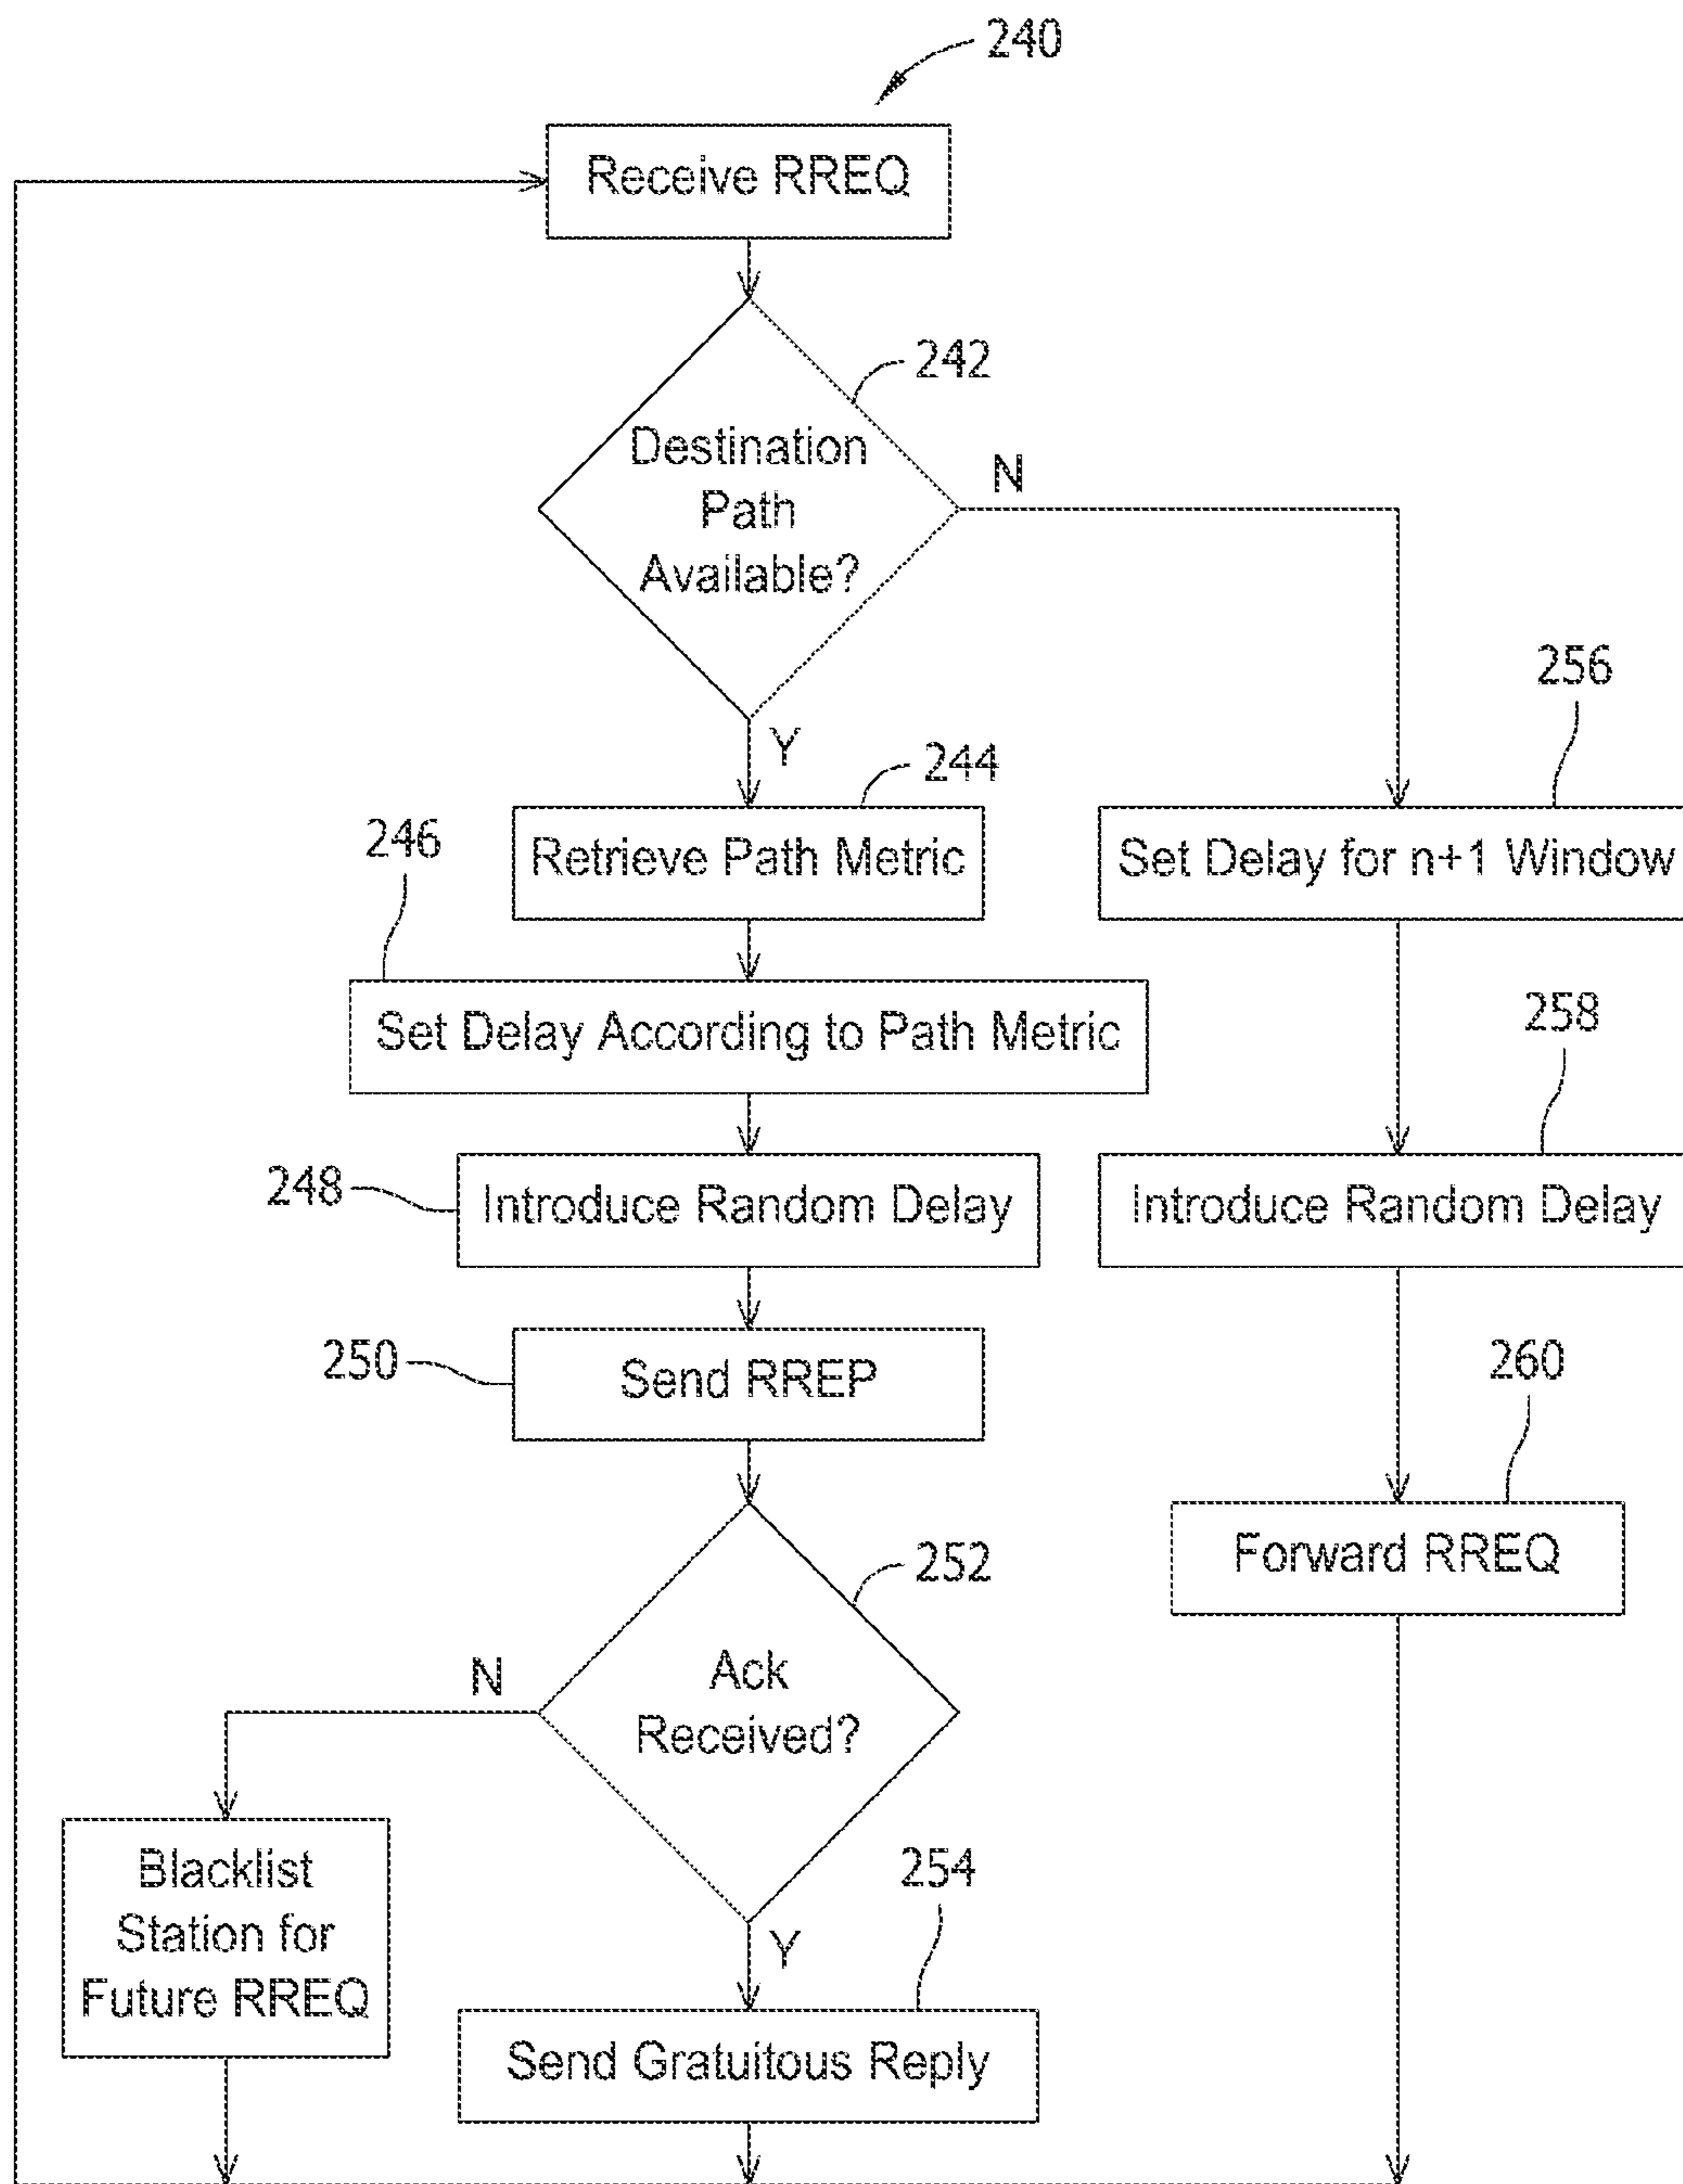 240
Receive RREQ
242
Destination
Path
Available?
N
Y
256
244
246
Retrieve Path Metric
Set Delay for n+1 Window
Set Delay According to Path Metric
258
248
Introduce Random Delay
Introduce Random Delay
250
Send RREP
260
Forward RREQ
252
N
Ack
Received?
Blacklist
Station for
Future RREQ
254
Y
Send Gratuitous Reply